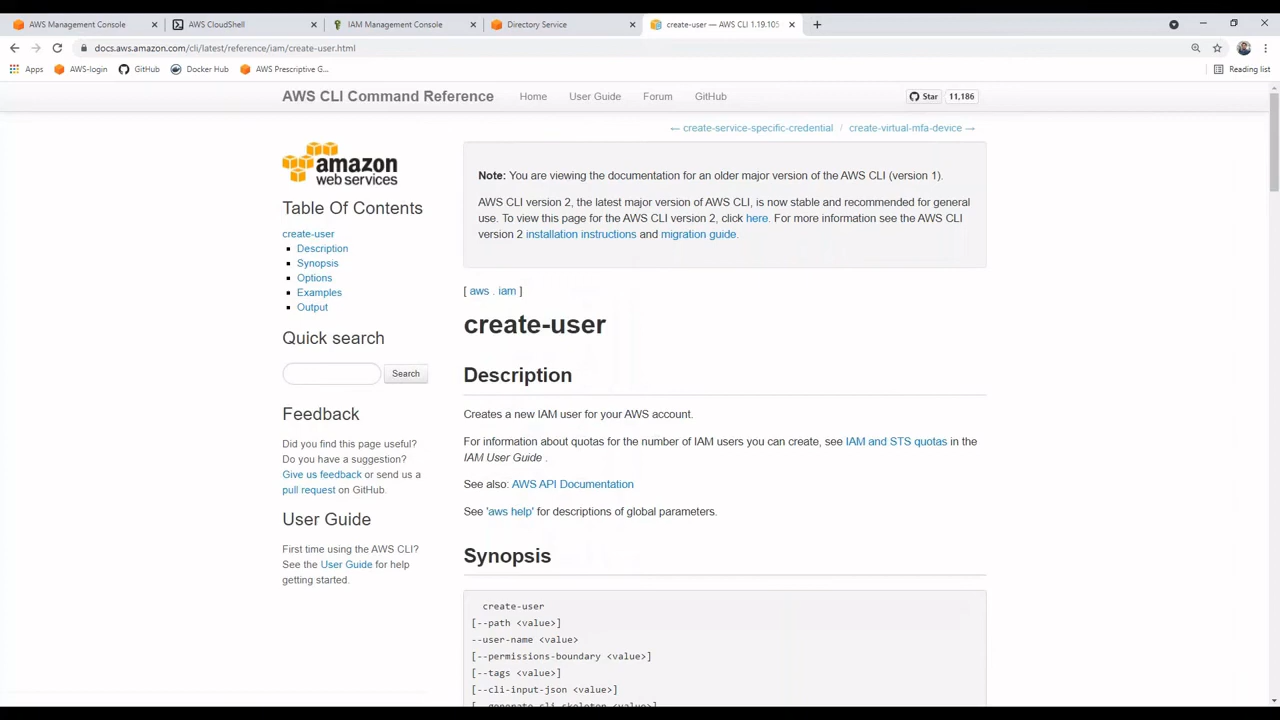 AWS Management Console
AWS CloudShell
IAM Management Console
Directory Service
create-user — AWS CLI 1.19.105
docs.aws.amazon.com/cli/latest/reference/iam/create-user.html
Apps
AWS-login
GitHub
Docker Hub
AWS Prescriptive G...
Reading list
AWS CLI Command Reference
Home
User Guide
Forum
GitHub
Star
11,186
← create-service-specific-credential / create-virtual-mfa-device →
amazon
web services
Table Of Contents
create-user
Description
Synopsis
Options
Examples
Output
Quick search
Search
Feedback
Did you find this page useful?
Do you have a suggestion?
Give us feedback or send us a
pull request on GitHub.
User Guide
First time using the AWS CLI?
See the User Guide for help
getting started.
Note: You are viewing the documentation for an older major version of the AWS CLI (version 1).
AWS CLI version 2, the latest major version of AWS CLI, is now stable and recommended for general
use. To view this page for the AWS CLI version 2, click here. For more information see the AWS CLI
version 2 installation instructions and migration guide.
[ aws . iam ]
create-user
Description
Creates a new IAM user for your AWS account.
For information about quotas for the number of IAM users you can create, see IAM and STS quotas in the
IAM User Guide .
See also: AWS API Documentation
See 'aws help' for descriptions of global parameters.
Synopsis
create-user
[--path <value>]
--user-name <value>
[--permissions-boundary <value>]
[--tags <value>]
[--cli-input-json <value>]
[--generate-cli-skeleton <value>]